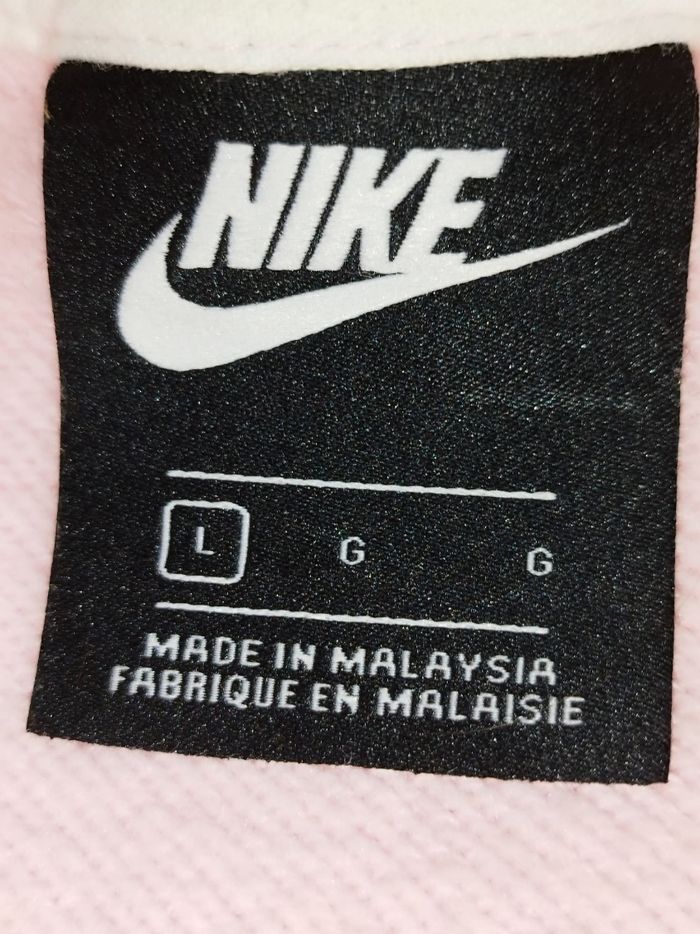 NIKE
L G G
MADE IN MALAYSIA
FABRIQUE EN MALAISIE